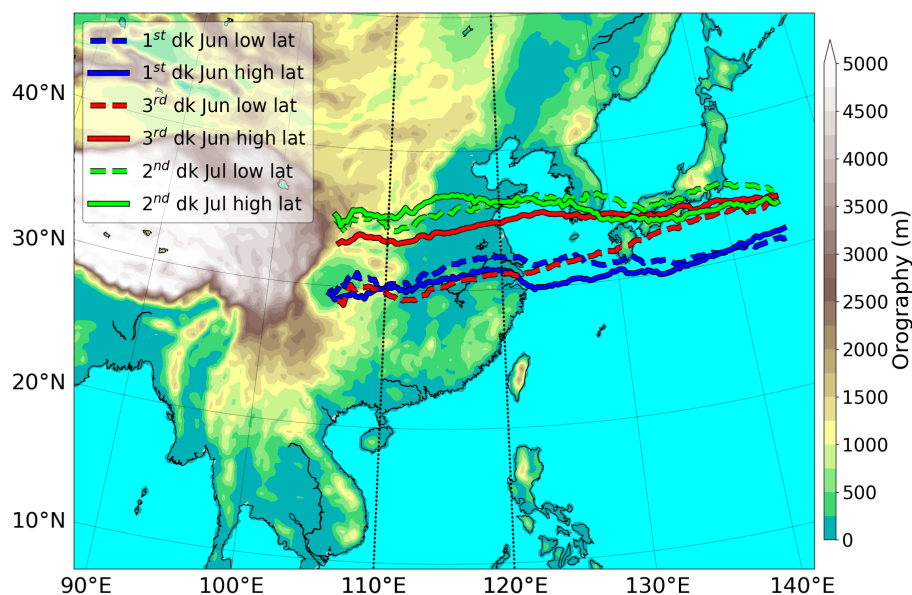 1st dk Jun low lat
1st dk Jun high lat
3rd dk Jun low lat
3rd dk Jun high lat
2nd dk Jul low lat
2nd dk Jul high lat
40°N
30°N
20°N
10°N
90°E 100°E 110°E 120°E 130°E 140°E
5000
4500
4000
3500
3000
2500
2000
1500
1000
500
0
Orography (m)